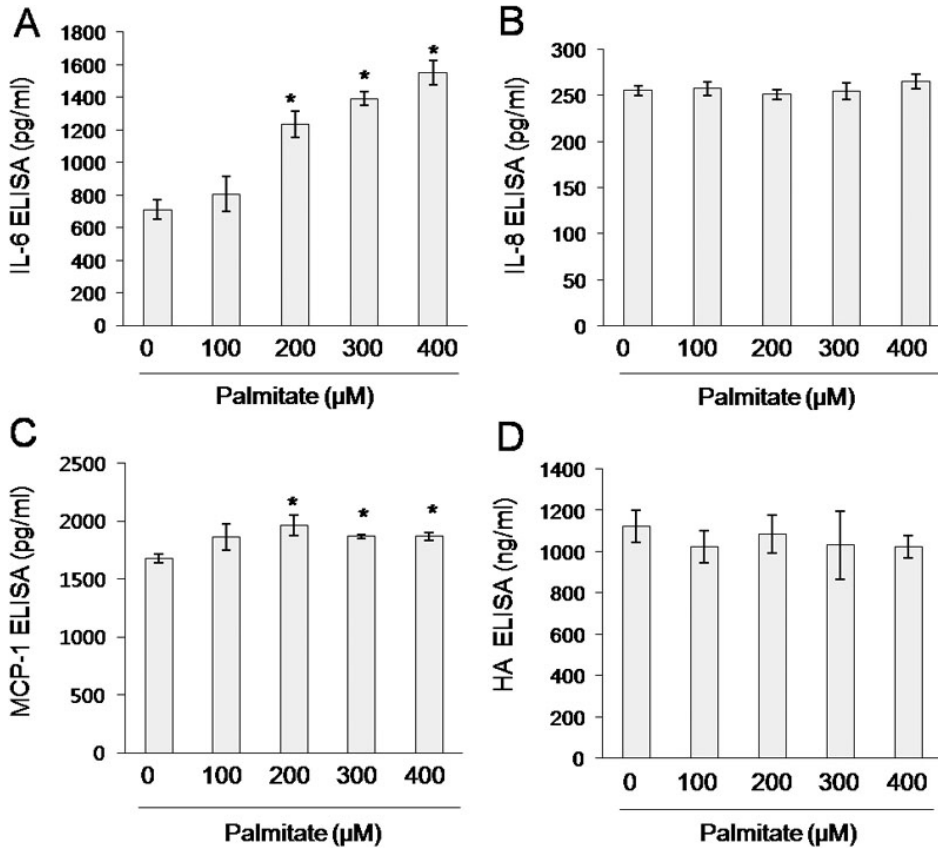 A
IL-6 ELISA (pg/ml)
1800
1600
1400
1200
1000
800
600
400
200
0
* * *
0 100 200 300 400
Palmitate (µM)
B
IL-8 ELISA (pg/ml)
300
250
200
150
100
50
0
0 100 200 300 400
Palmitate (µM)
C
MCP-1 ELISA (pg/ml)
2500
2000
1500
1000
500
0
* * *
0 100 200 300 400
Palmitate (µM)
D
HA ELISA (ng/ml)
1400
1200
1000
800
600
400
200
0
0 100 200 300 400
Palmitate (µM)